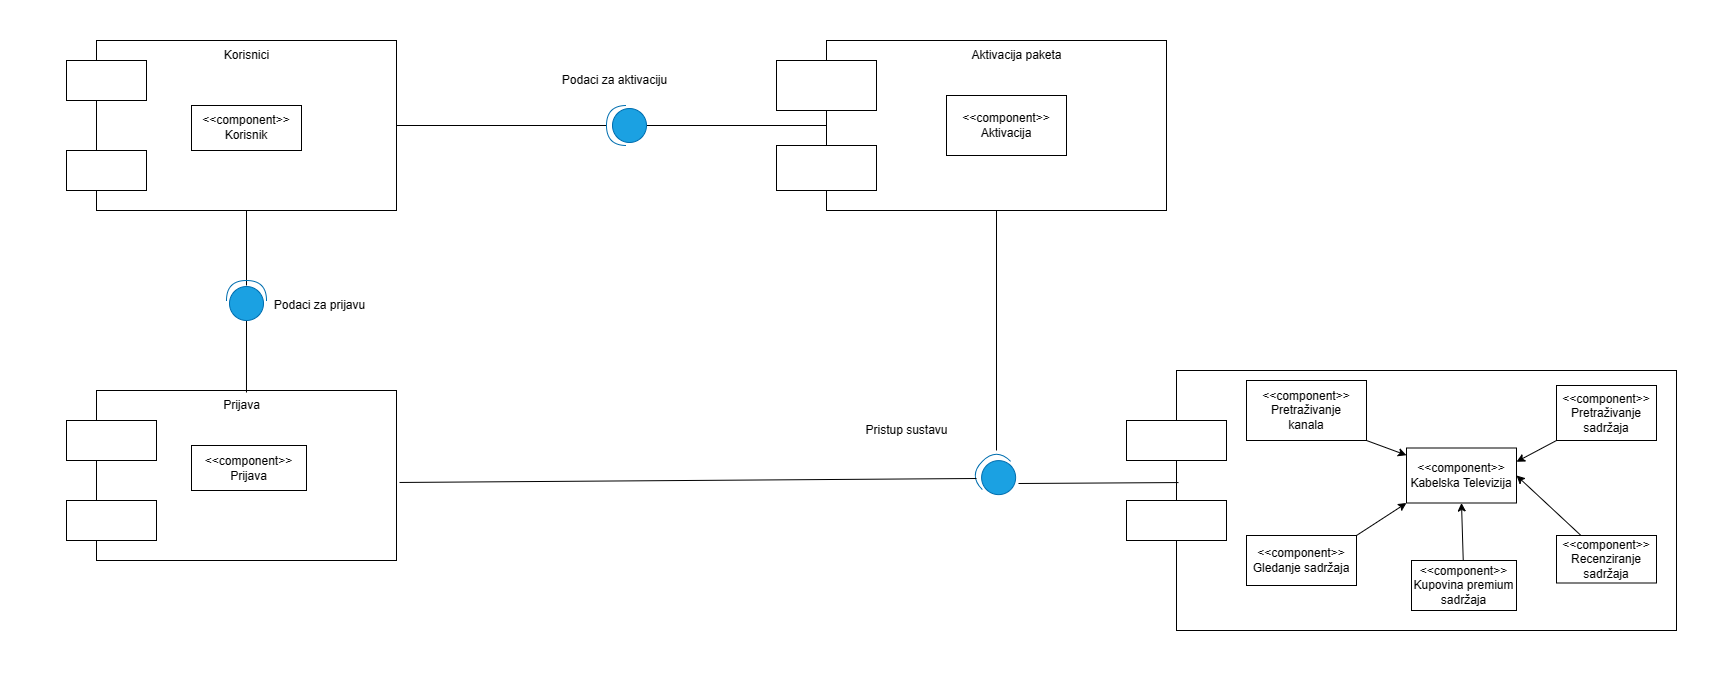 Korisnici
<<component>>
Korisnik
Podaci za aktivaciju
Aktivacija paketa
<<component>>
Aktivacija
Podaci za prijavu
Prijava
<<component>>
Prijava
Pristup sustavu
<<component>>
Pretraživanje
kanala
<<component>>
Pretraživanje
sadržaja
<<component>>
Kabelska Televizija
<<component>>
Gledanje sadržaja
<<component>>
Kupovina premium
sadržaja
<<component>>
Recenziranje
sadržaja